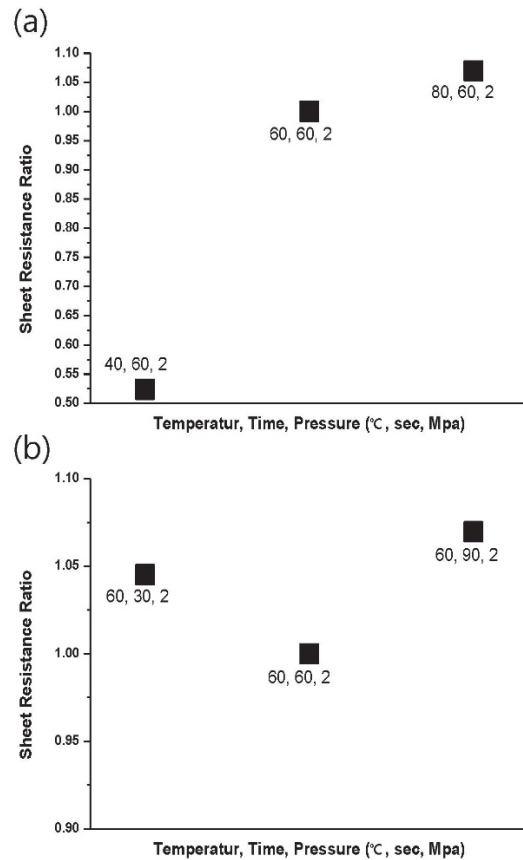 (a)
Sheet Resistance Ratio
1.10
1.05
1.00
0.95
0.90
0.85
0.80
0.75
0.70
0.65
0.60
0.55
0.50
80, 60, 2
60, 60, 2
40, 60, 2
Temperatur, Time, Pressure (℃, sec, Mpa)
(b)
Sheet Resistance Ratio
1.10
1.05
1.00
0.95
0.90
60, 90, 2
60, 30, 2
60, 60, 2
Temperatur, Time, Pressure (℃, sec, Mpa)